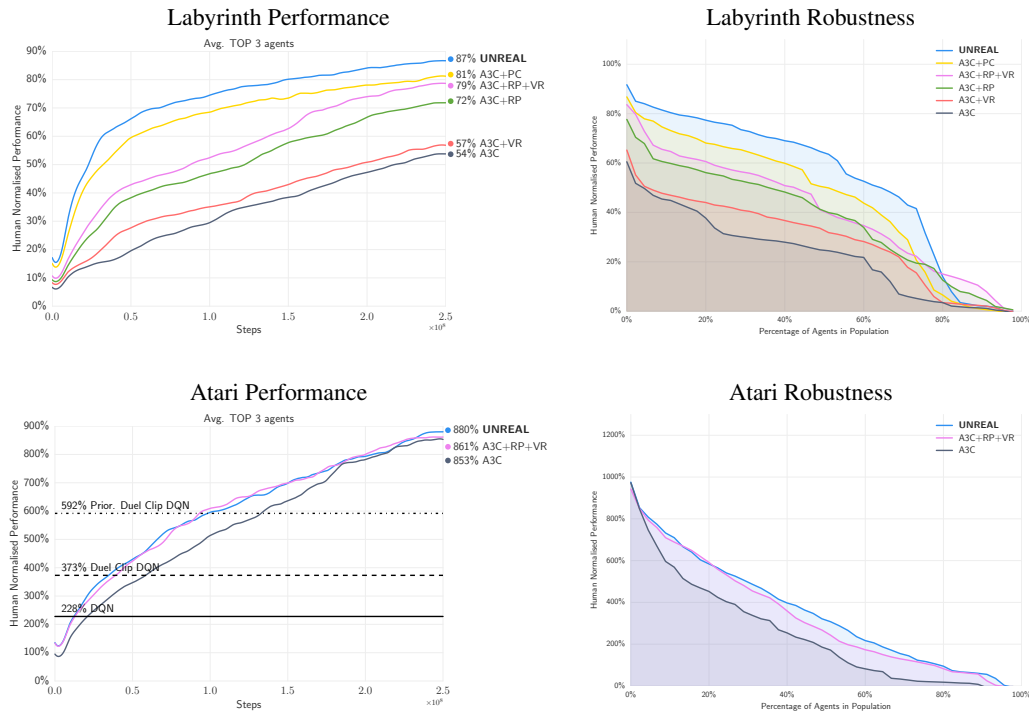 Labyrinth Performance
Avg. TOP 3 agents
Human Normalised Performance
90%
80%
70%
60%
50%
40%
30%
20%
10%
0%
87% UNREAL
81% A3C+PC
79% A3C+RP+VR
72% A3C+RP
57% A3C+VR
54% A3C
0.0 0.5 1.0 1.5 2.0 2.5
×10⁸
Steps
Labyrinth Robustness
Human Normalised Performance
100%
80%
60%
40%
20%
0%
UNREAL
A3C+PC
A3C+RP+VR
A3C+RP
A3C+VR
A3C
0% 20% 40% 60% 80% 100%
Percentage of Agents in Population
Atari Performance
Avg. TOP 3 agents
Human Normalised Performance
900%
800%
700%
600%
500%
400%
300%
200%
100%
0%
880% UNREAL
861% A3C+RP+VR
853% A3C
592% Prior. Duel Clip DQN
373% Duel Clip DQN
228% DQN
0.0 0.5 1.0 1.5 2.0 2.5
×10⁸
Steps
Atari Robustness
Human Normalised Performance
1200%
1000%
800%
600%
400%
200%
0%
UNREAL
A3C+RP+VR
A3C
0% 20% 40% 60% 80% 100%
Percentage of Agents in Population